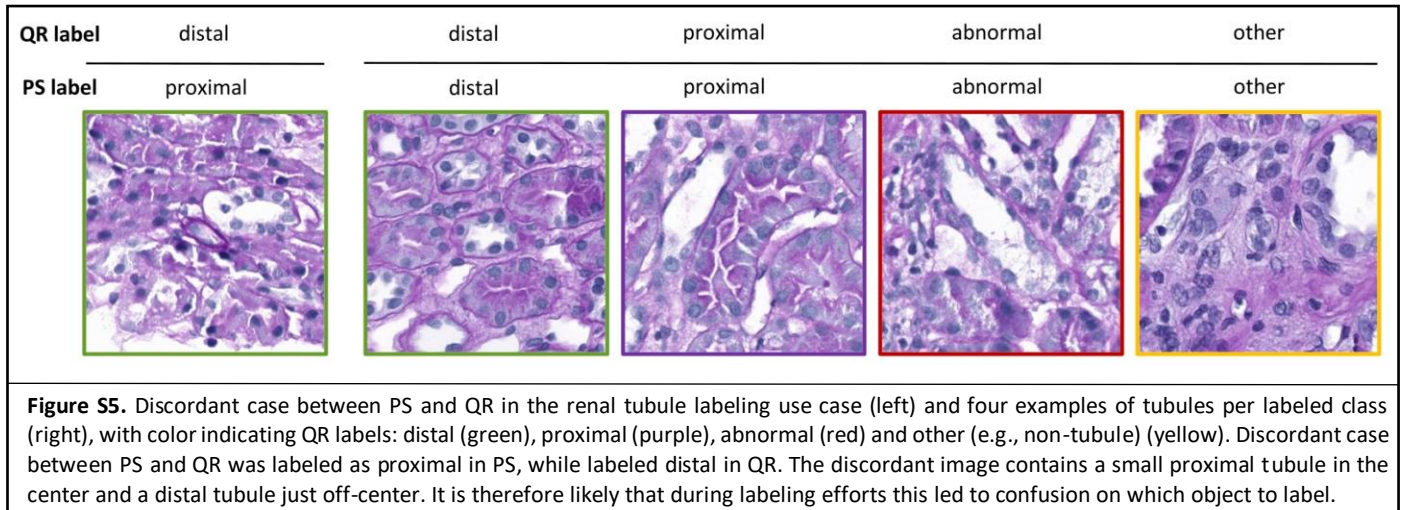 QR label distal distal proximal abnormal other
PS label proximal distal proximal abnormal other
Figure S5. Discordant case between PS and QR in the renal tubule labeling use case (left) and four examples of tubules per labeled class
(right), with color indicating QR labels: distal (green), proximal (purple), abnormal (red) and other (e.g., non-tubule) (yellow). Discordant case
between PS and QR was labeled as proximal in PS, while labeled distal in QR. The discordant image contains a small proximal tubule in the
center and a distal tubule just off-center. It is therefore likely that during labeling efforts this led to confusion on which object to label.